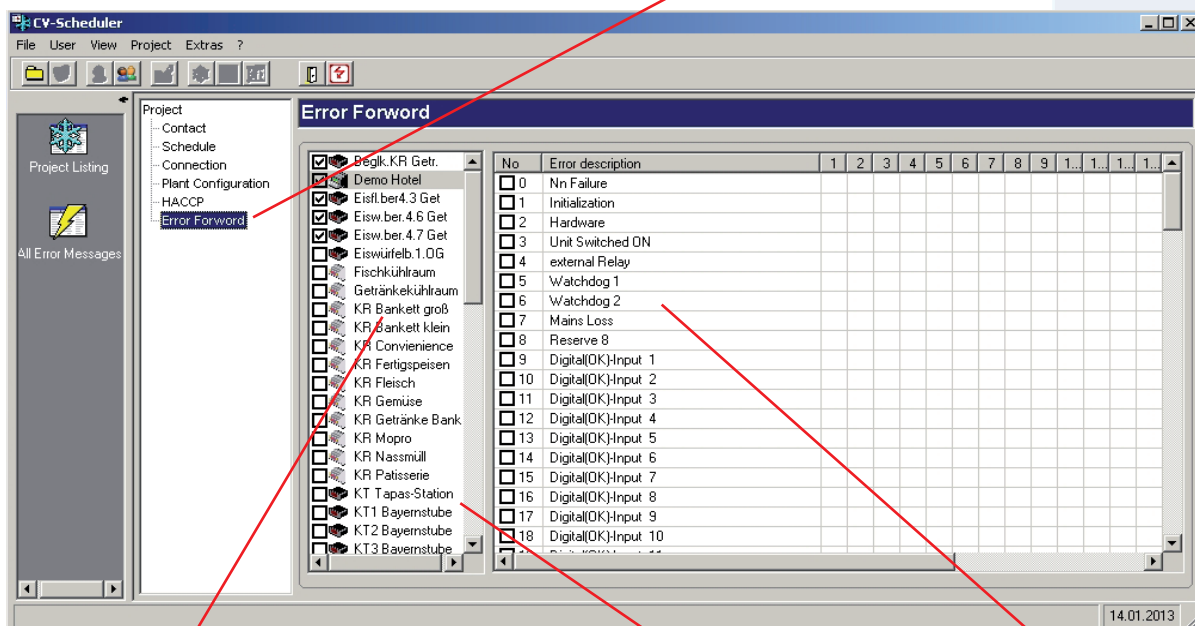 CV-Scheduler
File User View Project Extras ?
Project Listing
All Error Messages
Project
Contact
Schedule
Connection
Plant Configuration
HACCP
Error Forword
Error Forword
Beglk.KR Getr.
Demo Hotel
Eisfl.ber4.3 Get
Eisw.ber.4.6 Get
Eisw.ber.4.7 Get
Eiswürfelb.1.OG
Fischkühlraum
Getränkekühlraum
KR Bankett groß
KR Bankett klein
KR Convienience
KR Fertigspeisen
KR Fleisch
KR Gemüse
KR Getränke Bank
KR Mopro
KR Nassmüll
KR Patisserie
KT Tapas-Station
KT1 Bayernstube
KT2 Bayernstube
KT3 Bayernstube
No Error description 1 2 3 4 5 6 7 8 9 1... 1... 1... 1...
0 Nn Failure
1 Initialization
2 Hardware
3 Unit Switched ON
4 external Relay
5 Watchdog 1
6 Watchdog 2
7 Mains Loss
8 Reserve 8
9 Digital(OK)-Input 1
10 Digital(OK)-Input 2
11 Digital(OK)-Input 3
12 Digital(OK)-Input 4
13 Digital(OK)-Input 5
14 Digital(OK)-Input 6
15 Digital(OK)-Input 7
16 Digital(OK)-Input 8
17 Digital(OK)-Input 9
18 Digital(OK)-Input 10
14.01.2013